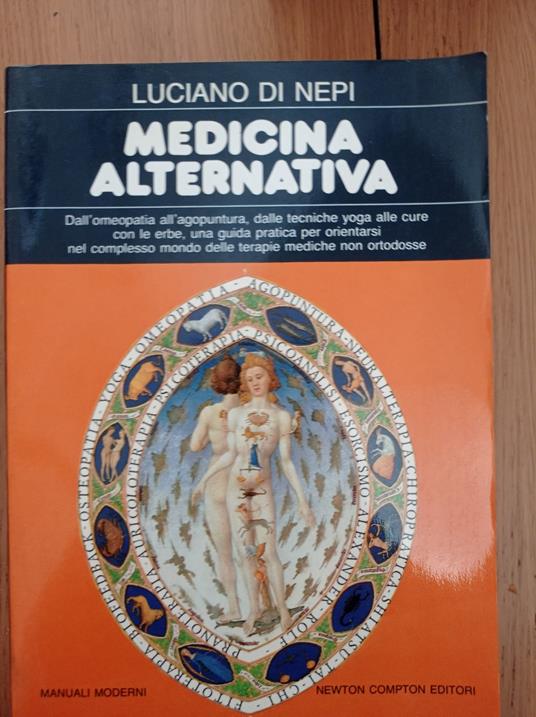 LUCIANO DI NEPI
MEDICINA
ALTERNATIVA
Dall'omeopatia all'agopuntura, dalle tecniche yoga alle cure
con le erbe, una guida pratica per orientarsi
nel complesso mondo delle terapie mediche non ortodosse
FITOTERAPIA·BIOFEEDBACK·OSTEOPATIA·YOGA·OMEOPATIA·AGOPUNTURA·NEURALTERAPIA·CHIROPRATICA·SHIATSU·TAI-CHI·
PRANOTERAPIA·ARICOLOTERAPIA·PSICOTERAPIA·PSICOANALISI·ESORCISMO·ALEXANDER·ROLF
MANUALI MODERNI
NEWTON COMPTON EDITORI